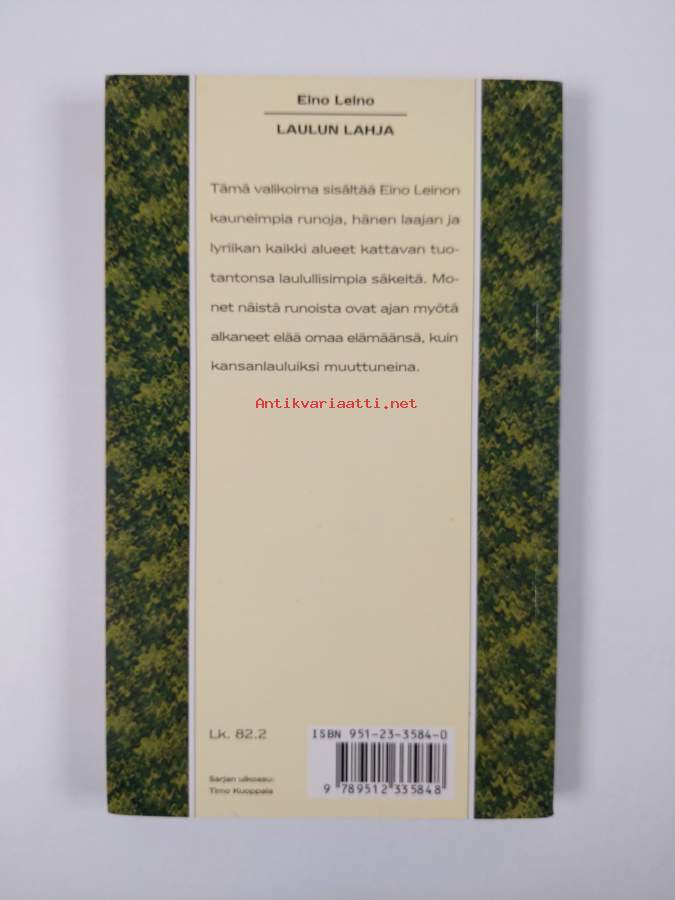 Eino Leino
LAULUN LAHJA
Tämä valikoima sisältää Eino Leinon
kauneimpia runoja, hänen laajan ja
lyriikan kaikki alueet kattavan tuo-
tantonsa laulullisimpia säkeitä. Mo-
net näistä runoista ovat ajan myötä
alkaneet elää omaa elämäänsä, kuin
kansanlauluiksi muuttuneina.
Antikvariaatti.net
Lk. 82.2
ISBN 951-23-3584-0
Sarjan ulkoasu:
Timo Kuoppala
9 789512 335848